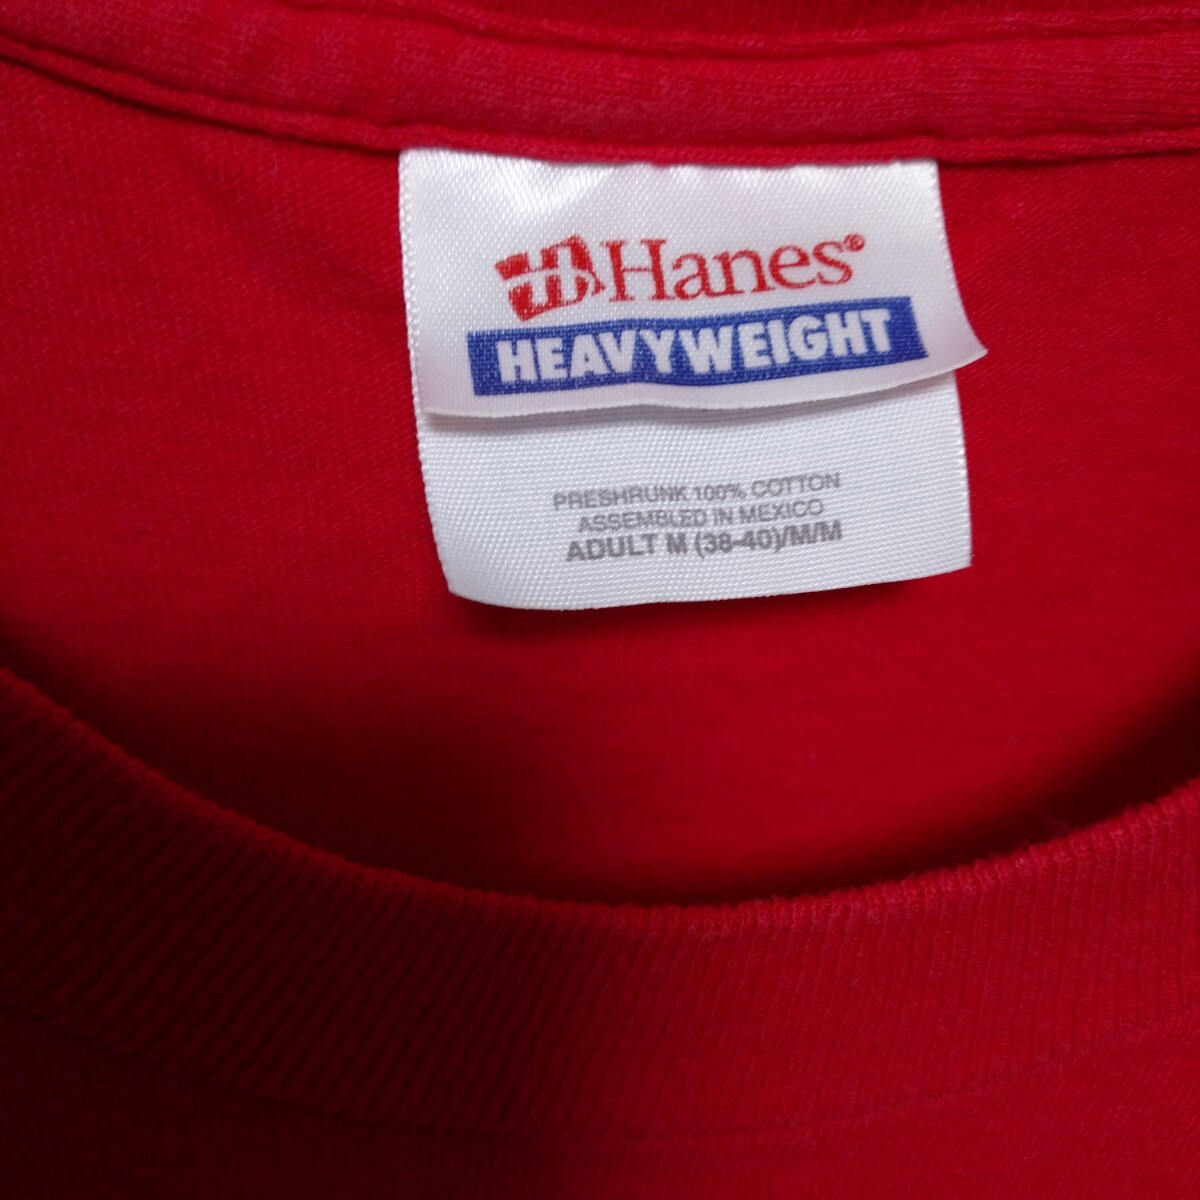 Hanes®
HEAVYWEIGHT
PRESHRUNK 100% COTTON
ASSEMBLED IN MEXICO
ADULT M (38-40)/M/M